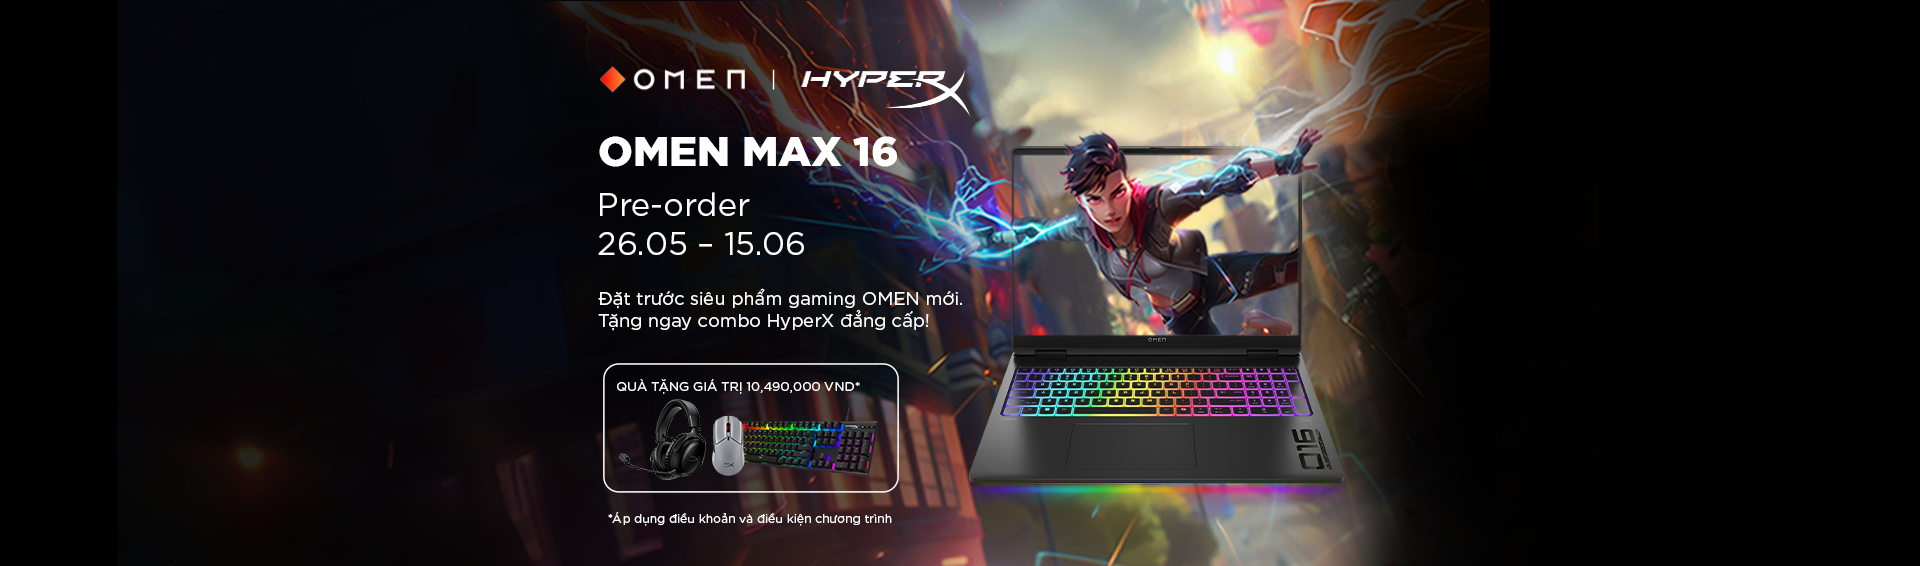 OMEN | HYPERX
OMEN MAX 16
Pre-order
26.05 – 15.06
Đặt trước siêu phẩm gaming OMEN mới.
Tặng ngay combo HyperX đẳng cấp!
QUÀ TẶNG GIÁ TRỊ 10,490,000 VND*
*Áp dụng điều khoản và điều kiện chương trình
OMEN